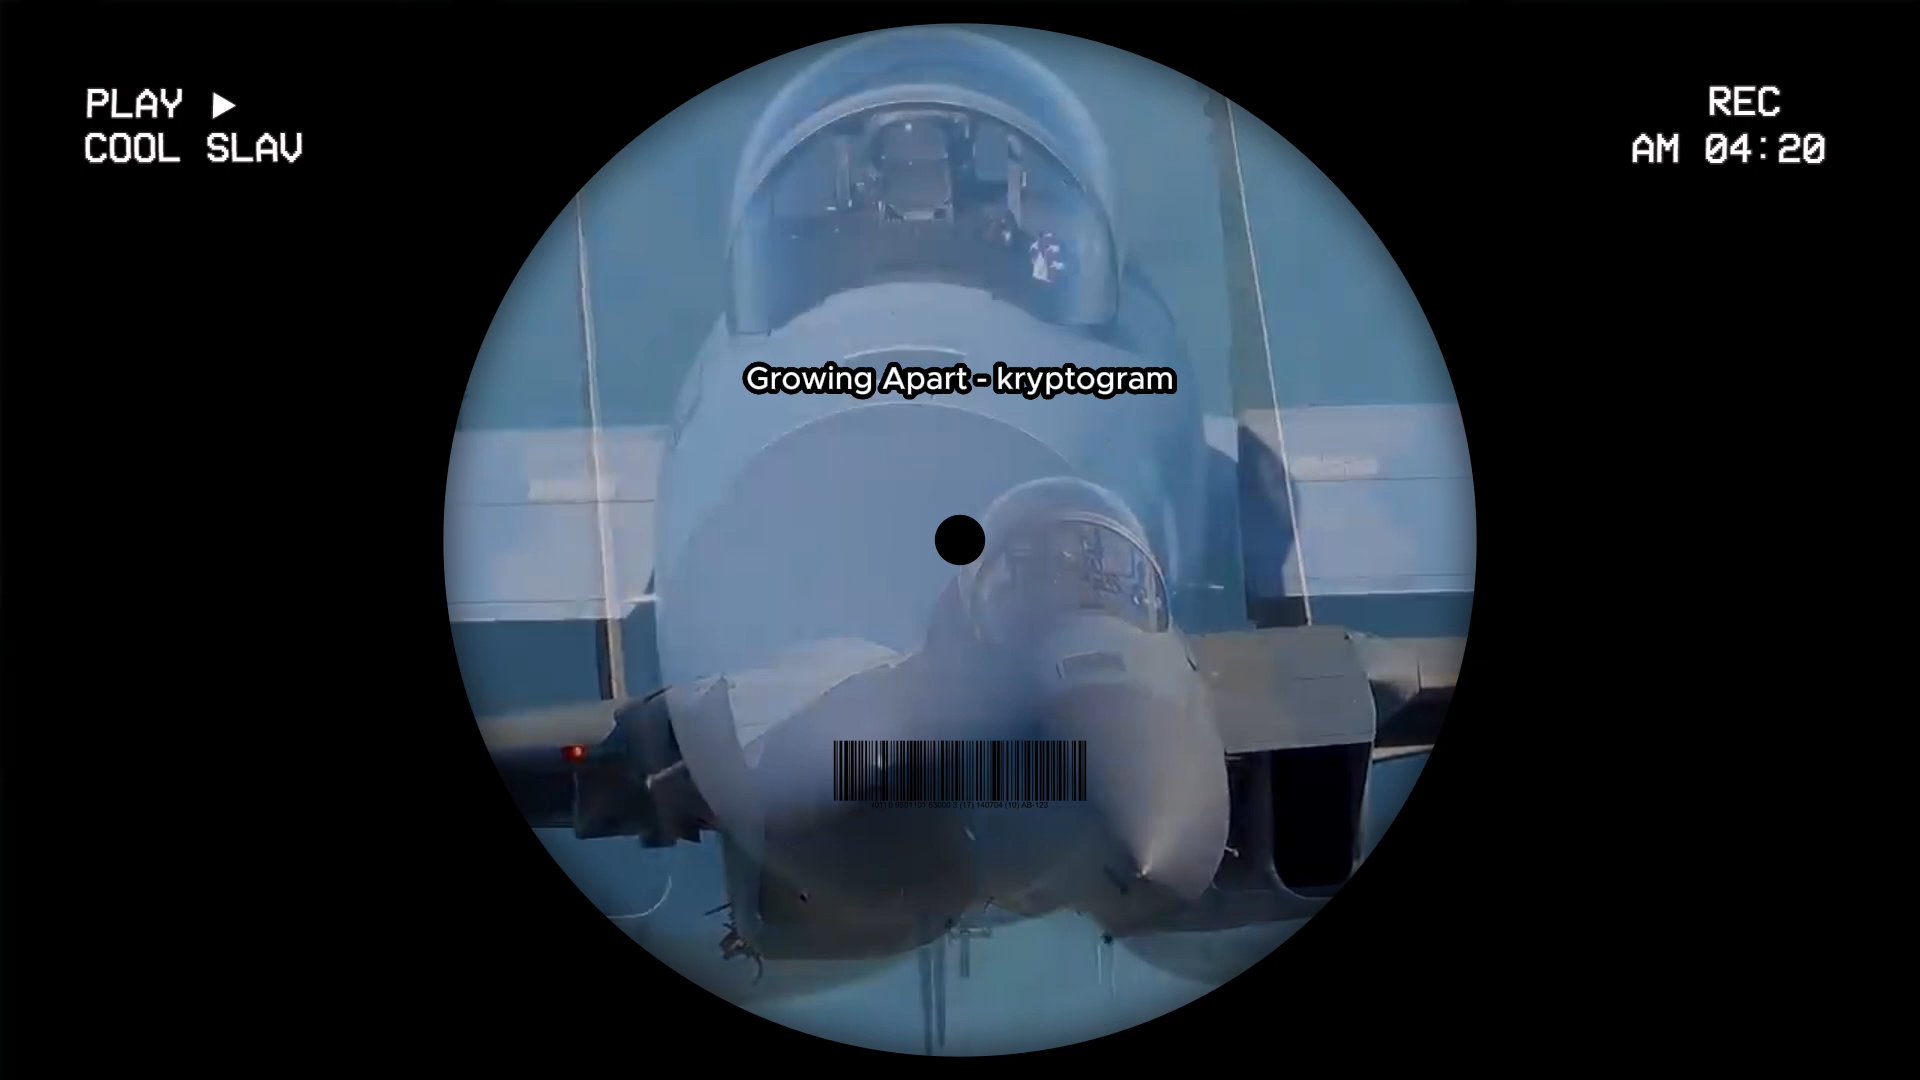 PLAY ▶
COOL SLAV
REC
AM 04:20
Growing Apart - kryptogram